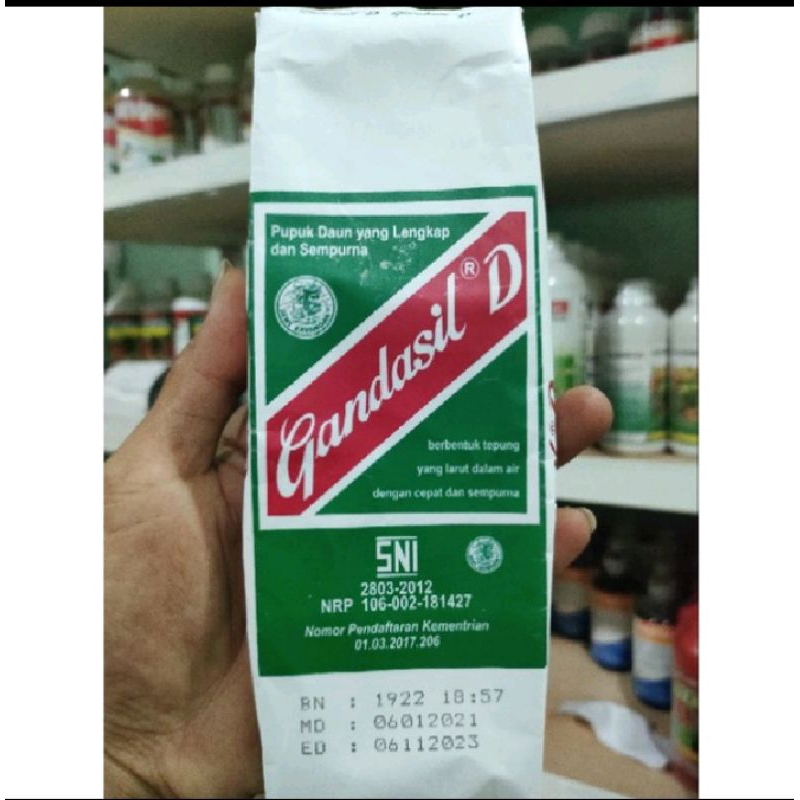 Pupuk Daun yang Lengkap
dan Sempurna
Gandasil® D
berbentuk tepung
yang larut dalam air
dengan cepat dan sempurna
SNI
2803-2012
NRP 106-002-181427
Nomor Pendaftaran Kementrian
01.03.2017.206
BN : 1922 18:57
MD : 06012021
ED : 06112023